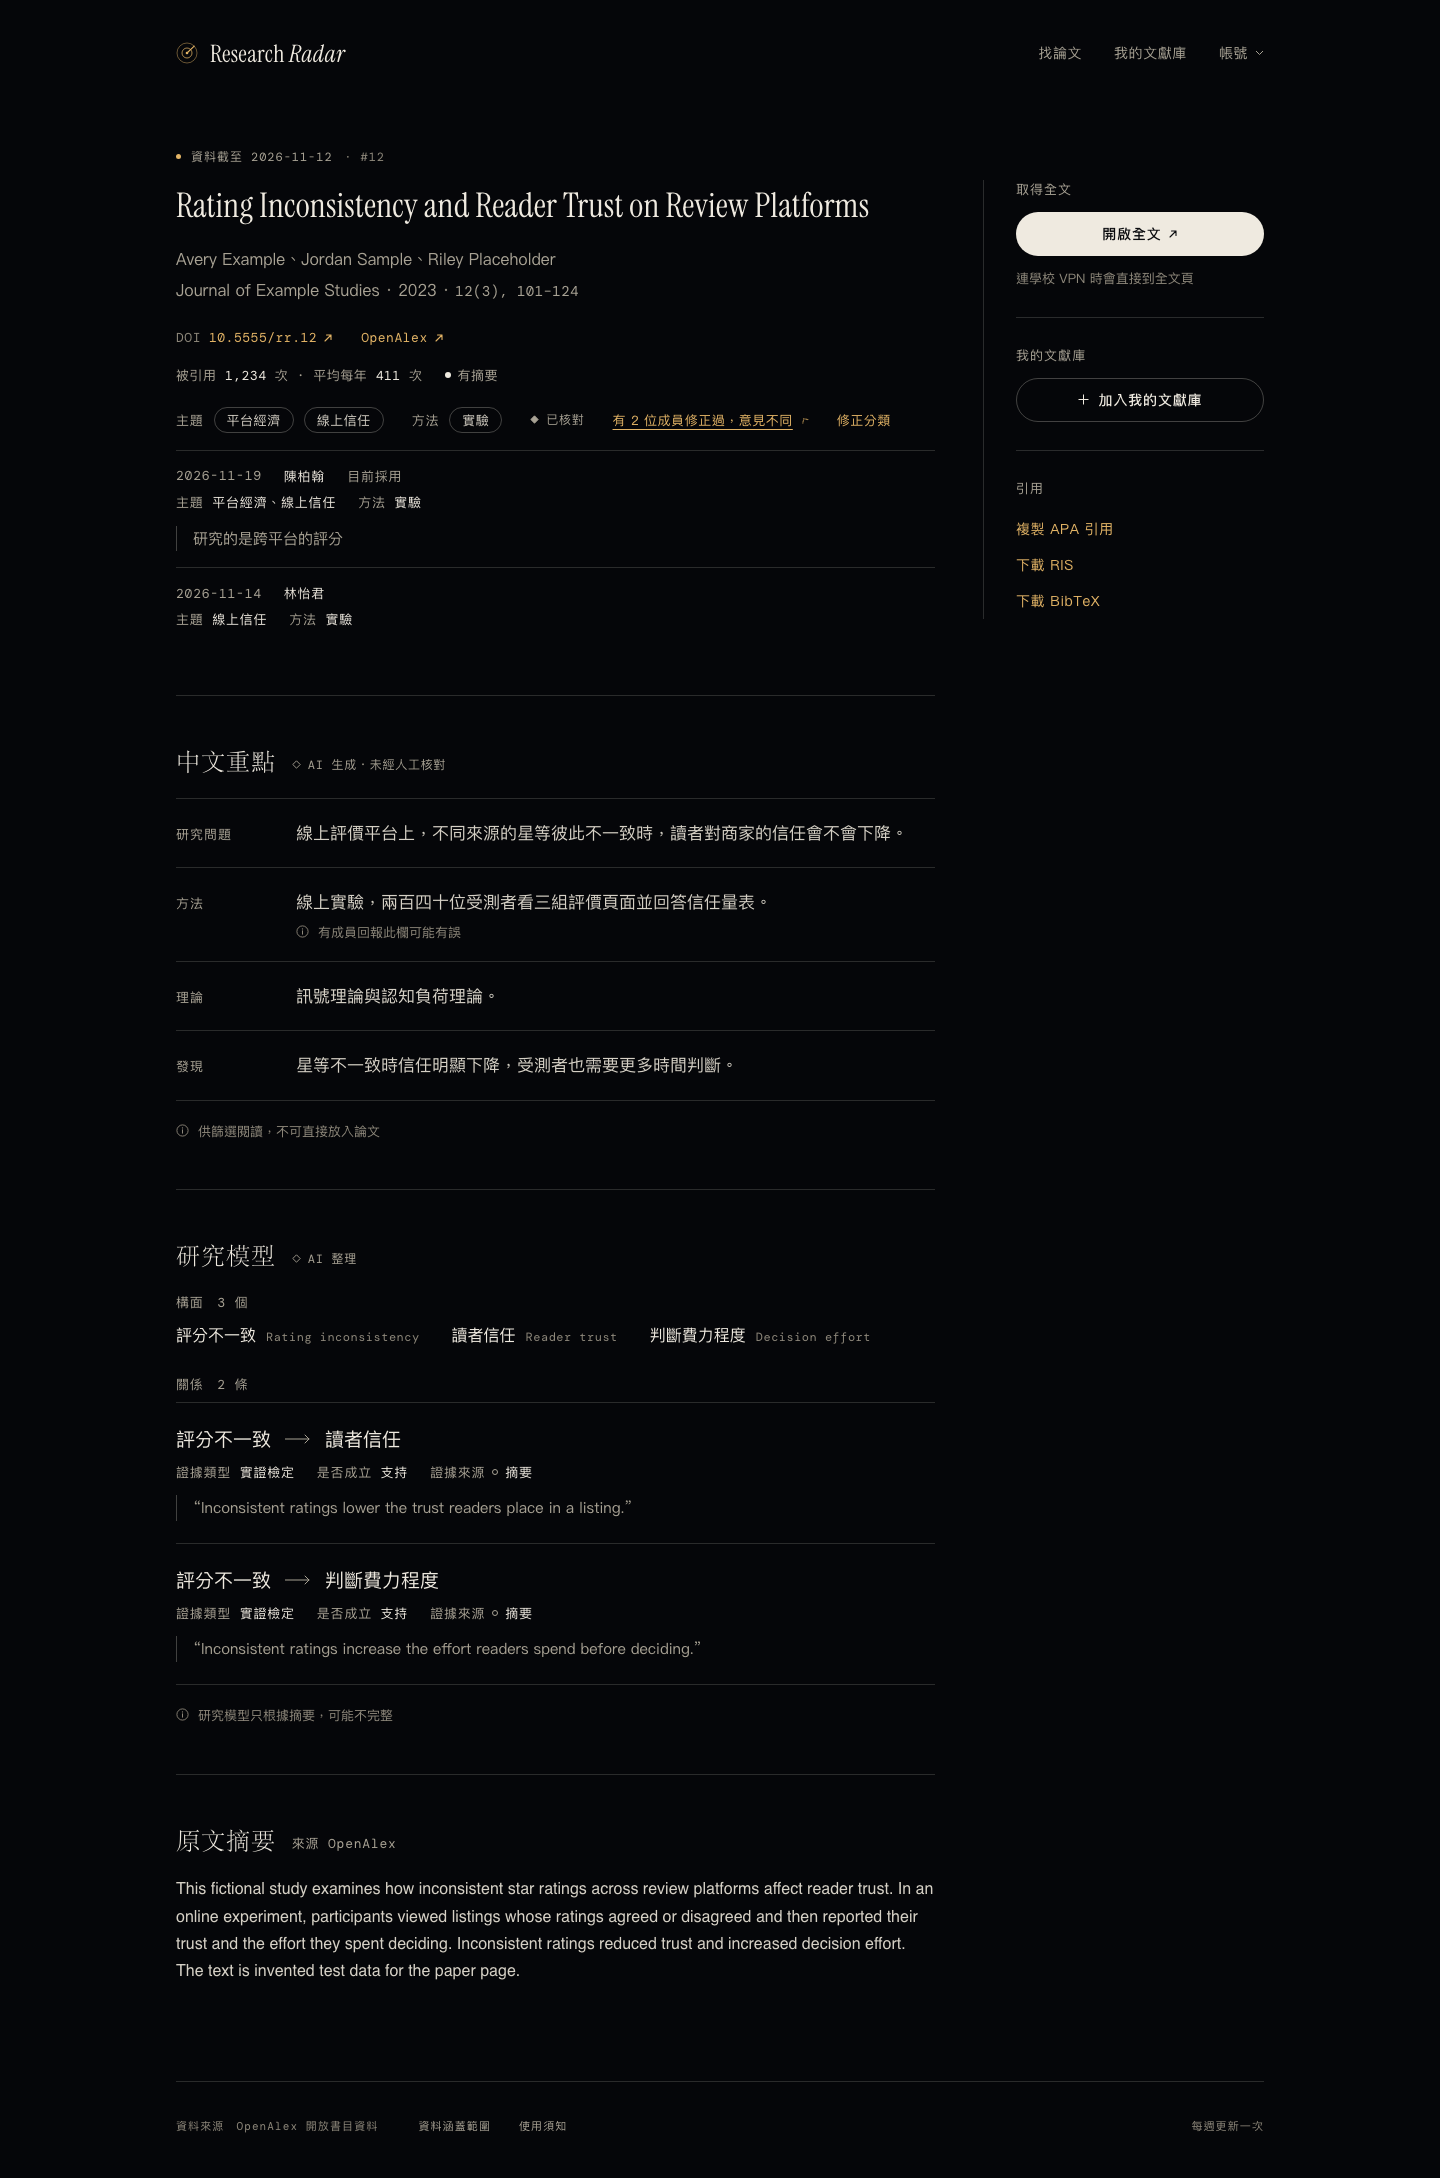 Research Radar
找論文 我的文獻庫 帳號
資料截至 2026-11-12 · #12
Rating Inconsistency and Reader Trust on Review Platforms
Avery Example、Jordan Sample、Riley Placeholder
Journal of Example Studies · 2023 · 12(3), 101-124
DOI 10.5555/rr.12 ↗ OpenAlex ↗
被引用 1,234 次 · 平均每年 411 次 有摘要
主題 平台經濟 線上信任 方法 實驗 ◆ 已核對 有 2 位成員修正過，意見不同 修正分類
2026-11-19 陳柏翰 目前採用
主題 平台經濟、線上信任 方法 實驗
研究的是跨平台的評分
2026-11-14 林怡君
主題 線上信任 方法 實驗
取得全文
開啟全文 ↗
連學校 VPN 時會直接到全文頁
我的文獻庫
＋ 加入我的文獻庫
引用
複製 APA 引用
下載 RIS
下載 BibTeX
中文重點 ◇ AI 生成·未經人工核對
研究問題 線上評價平台上，不同來源的星等彼此不一致時，讀者對商家的信任會不會下降。
方法 線上實驗，兩百四十位受測者看三組評價頁面並回答信任量表。
ⓘ 有成員回報此欄可能有誤
理論 訊號理論與認知負荷理論。
發現 星等不一致時信任明顯下降，受測者也需要更多時間判斷。
ⓘ 供篩選閱讀，不可直接放入論文
研究模型 ◇ AI 整理
構面 3 個
評分不一致 Rating inconsistency 讀者信任 Reader trust 判斷費力程度 Decision effort
關係 2 條
評分不一致 → 讀者信任
證據類型 實證檢定 是否成立 支持 證據來源 ○ 摘要
“Inconsistent ratings lower the trust readers place in a listing.”
評分不一致 → 判斷費力程度
證據類型 實證檢定 是否成立 支持 證據來源 ○ 摘要
“Inconsistent ratings increase the effort readers spend before deciding.”
ⓘ 研究模型只根據摘要，可能不完整
原文摘要 來源 OpenAlex
This fictional study examines how inconsistent star ratings across review platforms affect reader trust. In an
online experiment, participants viewed listings whose ratings agreed or disagreed and then reported their
trust and the effort they spent deciding. Inconsistent ratings reduced trust and increased decision effort.
The text is invented test data for the paper page.
資料來源 OpenAlex 開放書目資料 資料涵蓋範圍 使用須知 每週更新一次